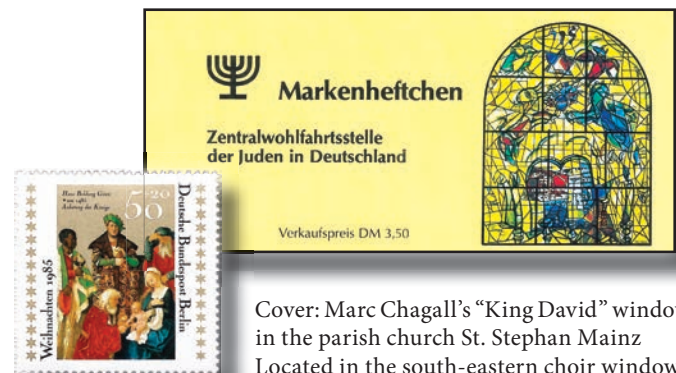 Markenheftchen
Zentralwohlfahrtsstelle
der Juden in Deutschland
Verkaufspreis DM 3,50
Hans Baldung Grien
Anbetung der Könige
50+20
Deutsche Bundespost Berlin
Weihnachten 1985
Cover: Marc Chagall’s “King David”
in the parish church St. Stephan Mainz
Located in the south-eastern choir window